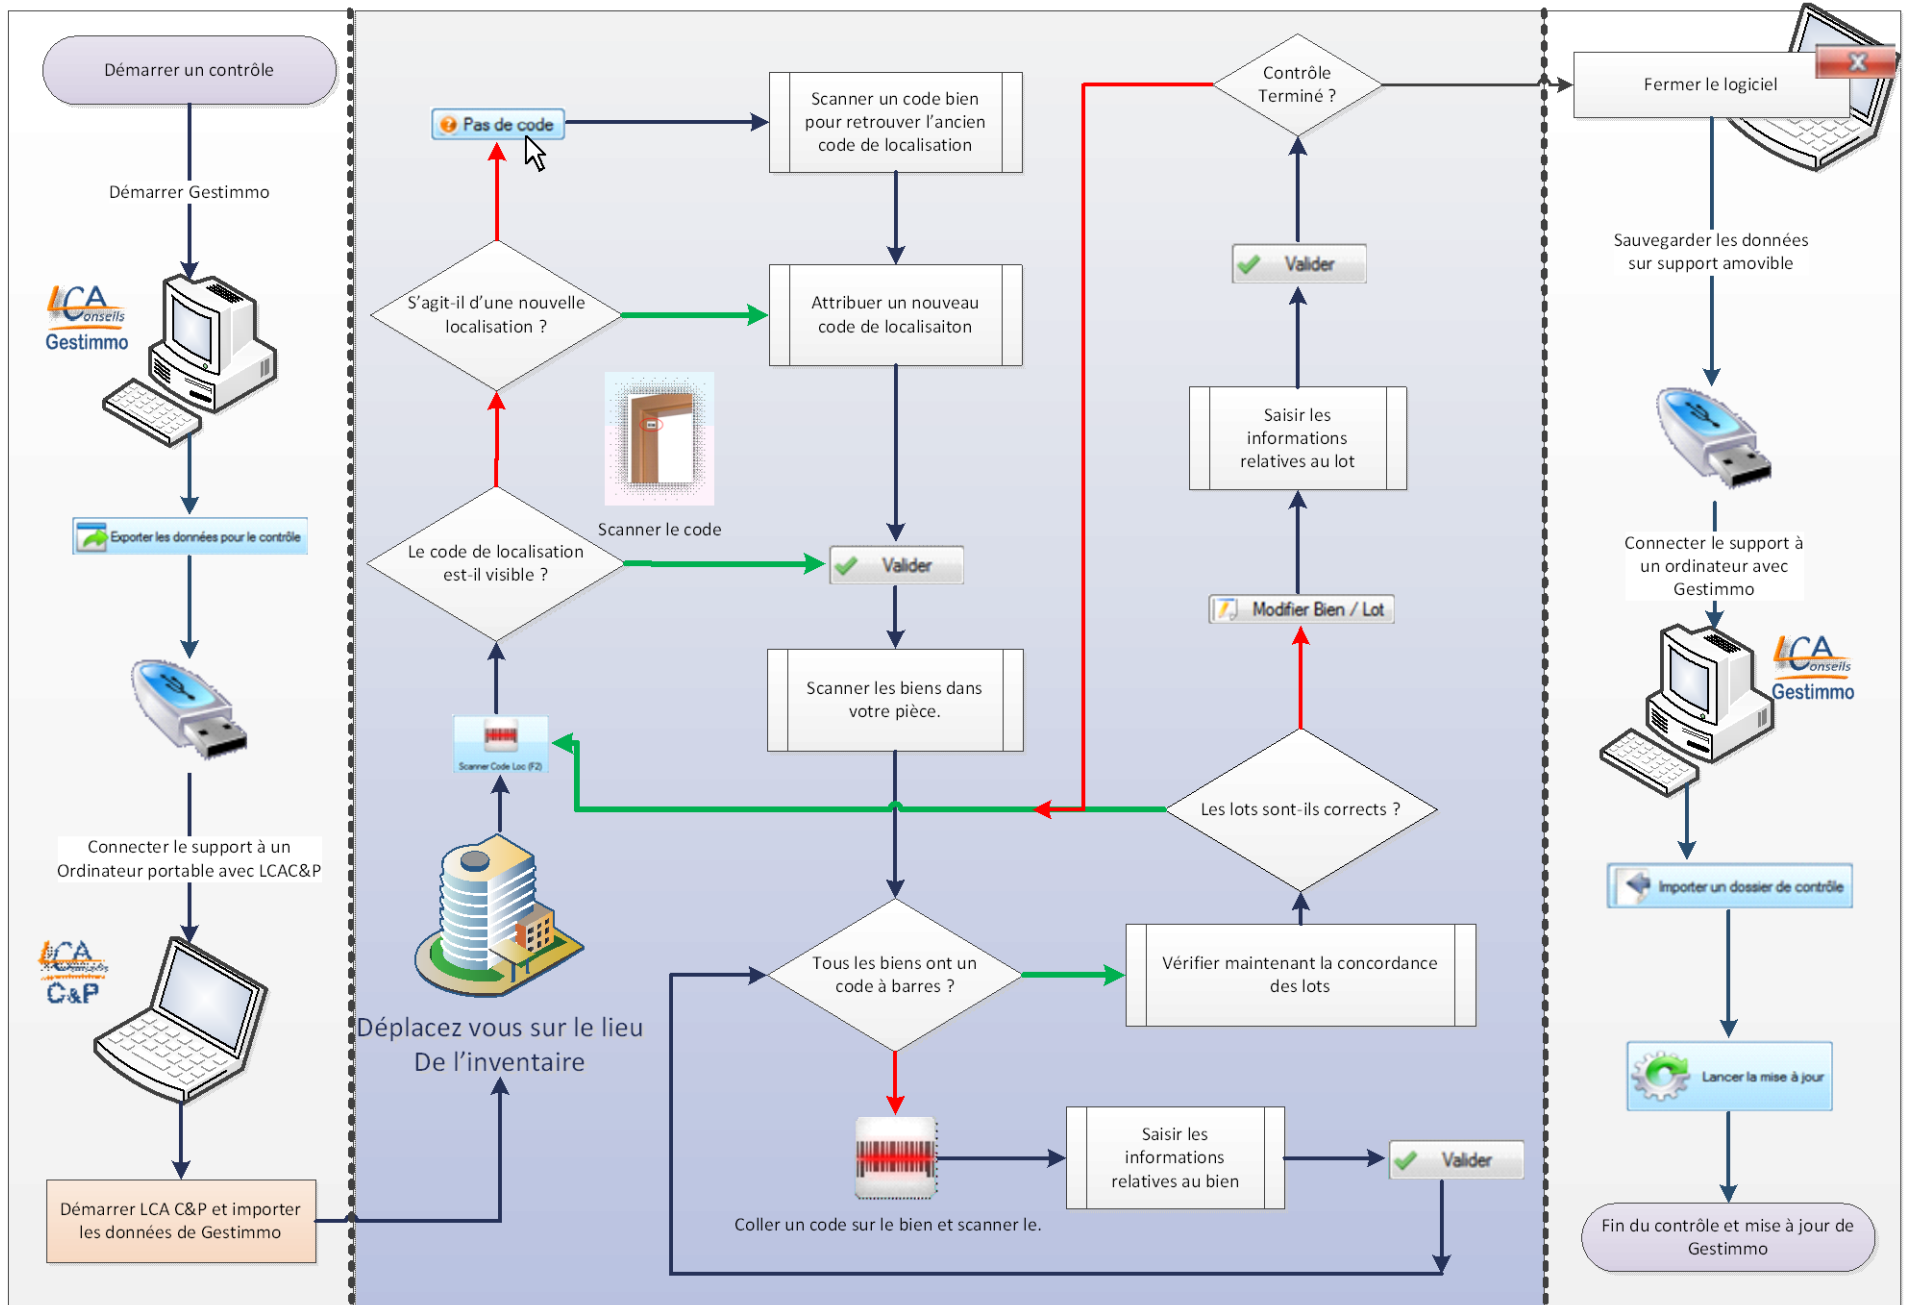 Démarrer un contrôle
Démarrer Gestimmo
LCA
Conseils
Gestimmo
Exporter les données pour le contrôle
Connecter le support à un
Ordinateur portable avec LCAC&P
LCA
Conseils
C&P
Démarrer LCA C&P et importer
les données de Gestimmo
Pas de code
Scanner un code bien
pour retrouver l'ancien
code de localisation
S'agit-il d'une nouvelle
localisation ?
Attribuer un nouveau
code de localisaiton
Scanner le code
Le code de localisation
est-il visible ?
Valider
Scanner les biens dans
votre pièce.
Scanner Code Loc (F2)
Déplacez vous sur le lieu
De l'inventaire
Tous les biens ont un
code à barres ?
Coller un code sur le bien et scanner le.
Saisir les
informations
relatives au bien
Valider
Vérifier maintenant la concordance
des lots
Les lots sont-ils corrects ?
Modifier Bien / Lot
Saisir les
informations
relatives au lot
Valider
Contrôle
Terminé ?
Fermer le logiciel
X
Sauvegarder les données
sur support amovible
Connecter le support à
un ordinateur avec
Gestimmo
LCA
Conseils
Gestimmo
Importer un dossier de contrôle
Lancer la mise à jour
Fin du contrôle et mise à jour de
Gestimmo